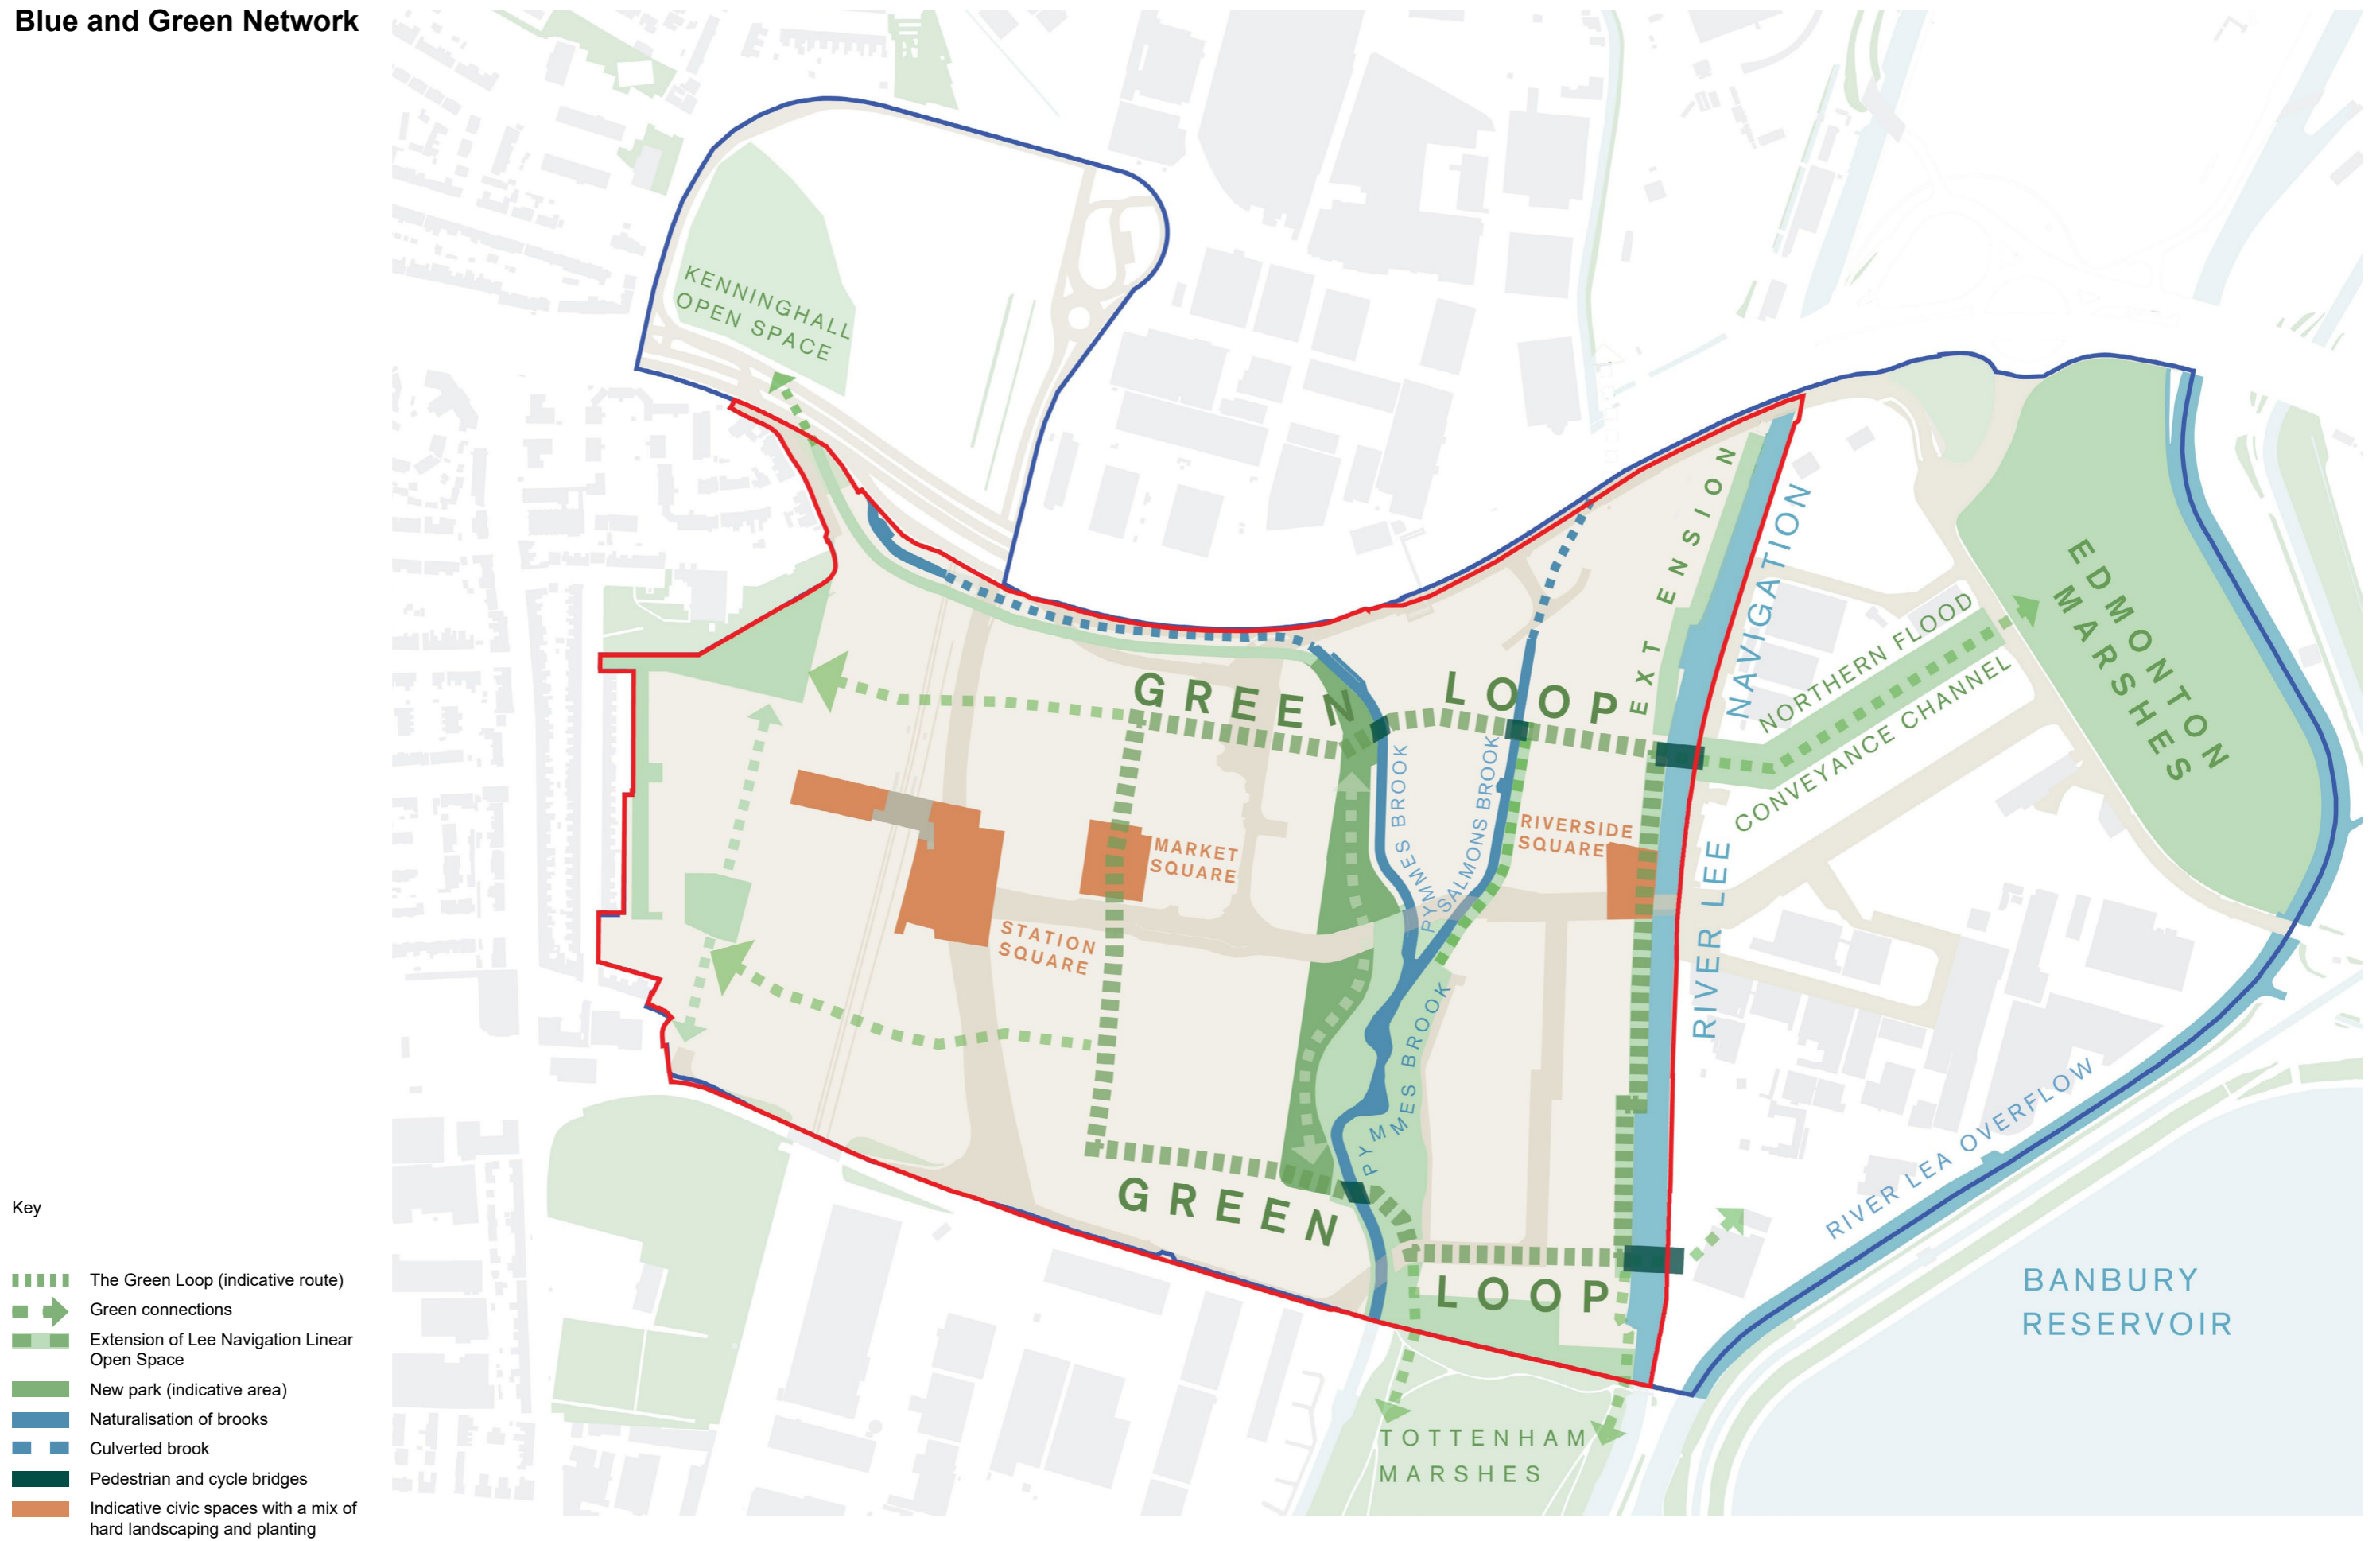 Blue and Green Network
KENNINGHALL
OPEN SPACE
GREEN LOOP
EXTENSION
RIVER LEE NAVIGATION
NORTHERN FLOOD
CONVEYANCE CHANNEL
EDMONTON
MARSHES
PYMMES BROOK
SALMONS BROOK
RIVERSIDE
SQUARE
MARKET
SQUARE
STATION
SQUARE
PYMMES BROOK
GREEN LOOP
RIVER LEA OVERFLOW
BANBURY
RESERVOIR
TOTTENHAM
MARSHES
Key
The Green Loop (indicative route)
Green connections
Extension of Lee Navigation Linear
Open Space
New park (indicative area)
Naturalisation of brooks
Culverted brook
Pedestrian and cycle bridges
Indicative civic spaces with a mix of
hard landscaping and planting